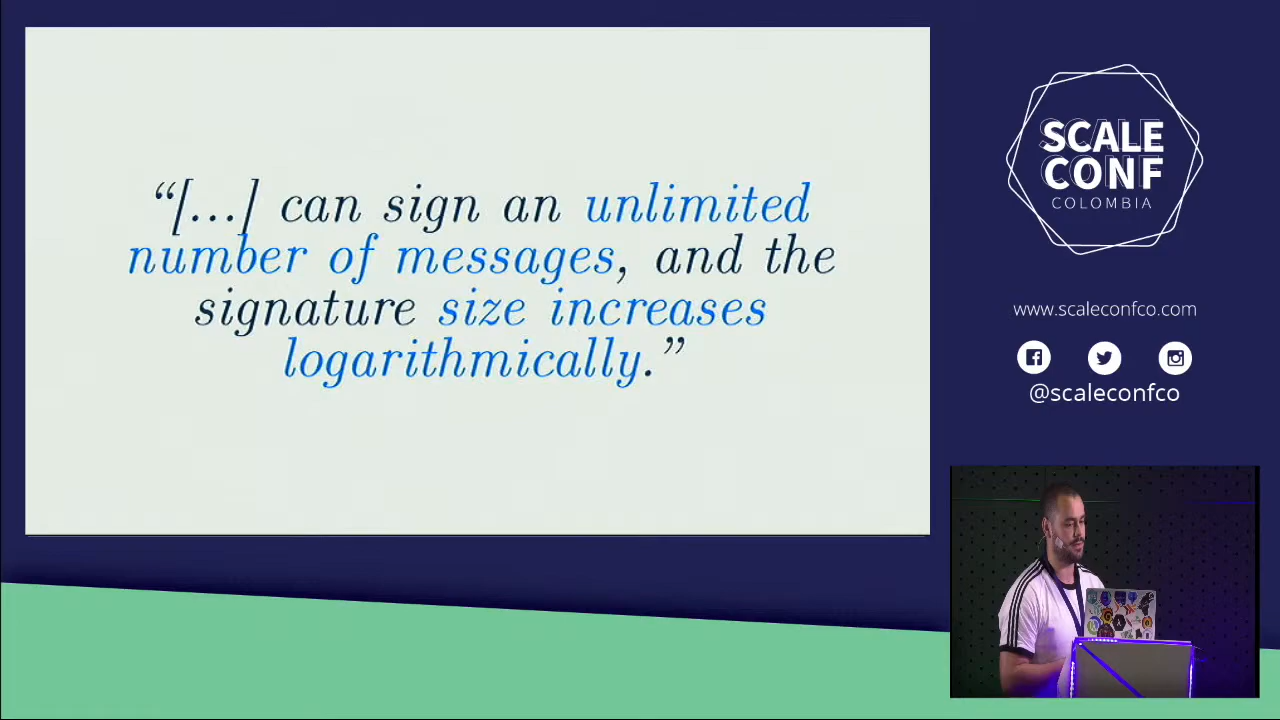 “[...] can sign an unlimited
number of messages, and the
signature size increases
logarithmically.”
SCALE
CONF
COLOMBIA
www.scaleconfco.com
@scaleconfco